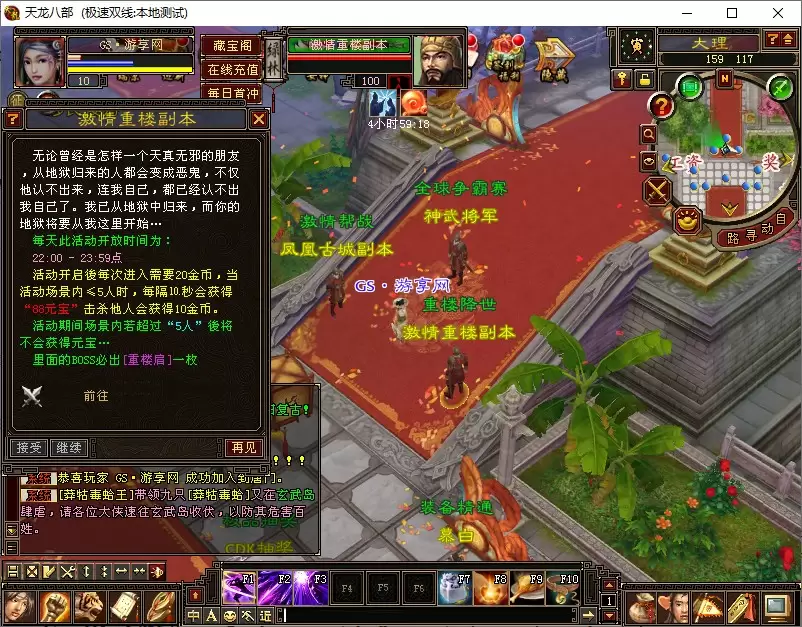 天龙八部 (极速双线:本地测试)
GS·游享网
10
藏宝阁
在线充值
每日首冲
激情重楼副本
100
4小时59:18
隐藏
大理
159 117
N
工资
奖
自动寻路
激情重楼副本
无论曾经是怎样一个天真无邪的朋友
，从地狱归来的人都会变成恶鬼，不仅
他认不出来，连我自己，都已经认不出
我自己了。我已从地狱中归来，而你的
地狱将要从我这里开始…
每天此活动开放时间为：
22:00 - 23:59点
活动开启後每次进入需要20金币，当
活动场景内≤5人时，每隔10秒会获得
“88元宝”击杀他人会获得10金币。
活动期间场景内若超过“5人”後将
不会获得元宝…
里面的BOSS必出[重楼肩]一枚
前往
接受
继续
再见
全球争霸赛
神武将军
激情帮战
凤凰古城副本
GS·游享网
重楼降世
激情重楼副本
装备精通
慕白
恭喜玩家 GS·游享网 成功加入到唐门。
[莽牯毒蛤王]带领九只[莽牯毒蛤]又在玄武岛
肆虐，请各位大侠速往玄武岛收伏，以防其危害百
姓。
CDK抽奖
F1
F2
F3
F4
F5
F6
F7
F8
F9
F10
1
中
A
近